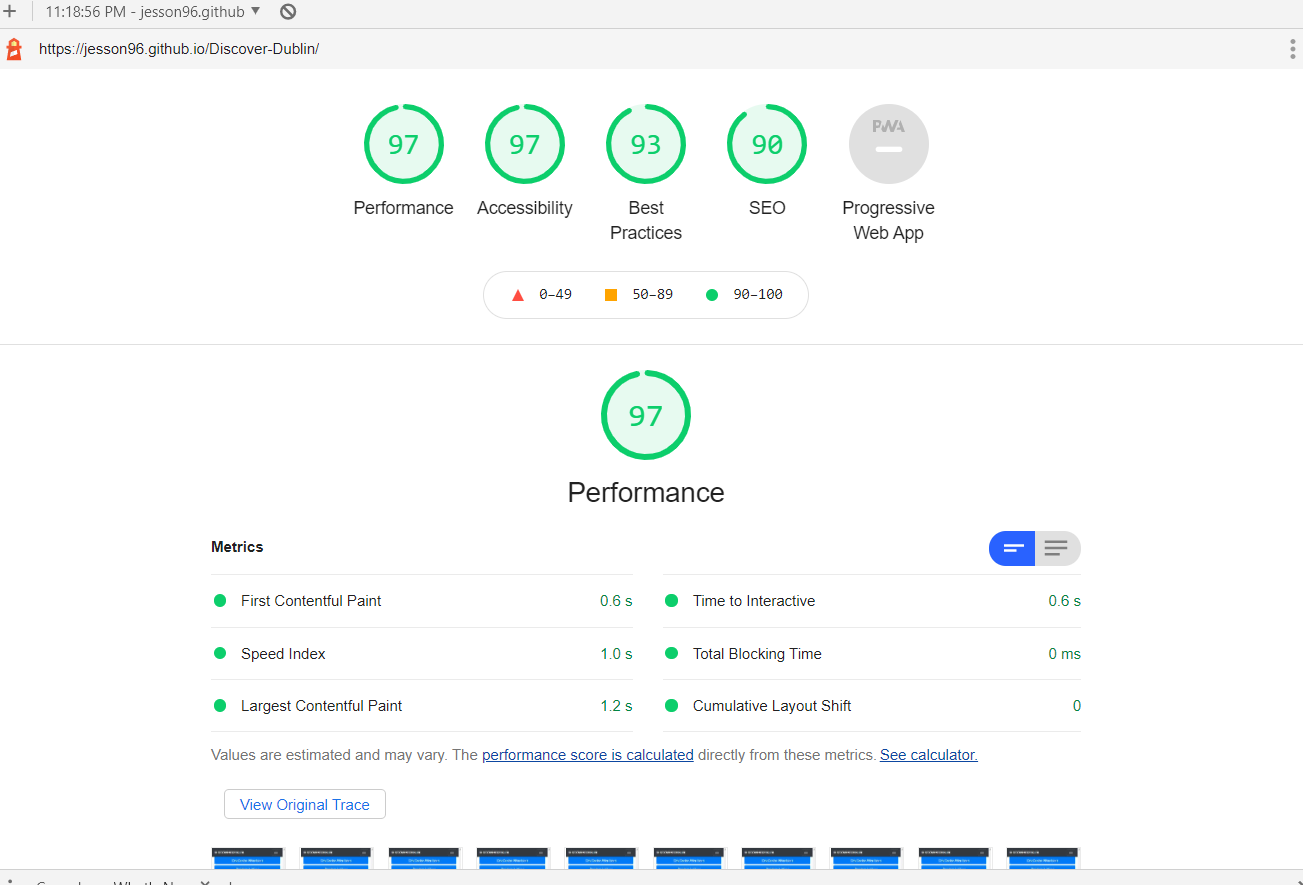 11:18:56 PM - jesson96.github
https://jesson96.github.io/Discover-Dublin/
97 97 93 90 PWA
Performance Accessibility Best Practices SEO Progressive Web App
0–49 50–89 90–100
97
Performance
Metrics
First Contentful Paint 0.6 s Time to Interactive 0.6 s
Speed Index 1.0 s Total Blocking Time 0 ms
Largest Contentful Paint 1.2 s Cumulative Layout Shift 0
Values are estimated and may vary. The performance score is calculated directly from these metrics. See calculator.
View Original Trace